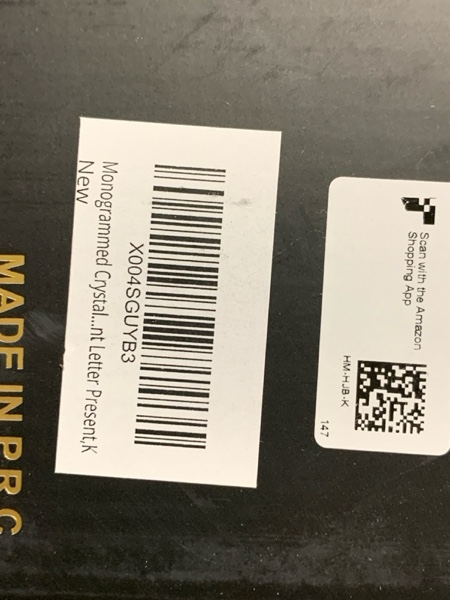 X004SGUYB3
Monogrammed Crystal...nt Letter Present,K
New
Scan with the Amazon
Shopping App
HM-HJB-K
147
MADE IN P.R.C